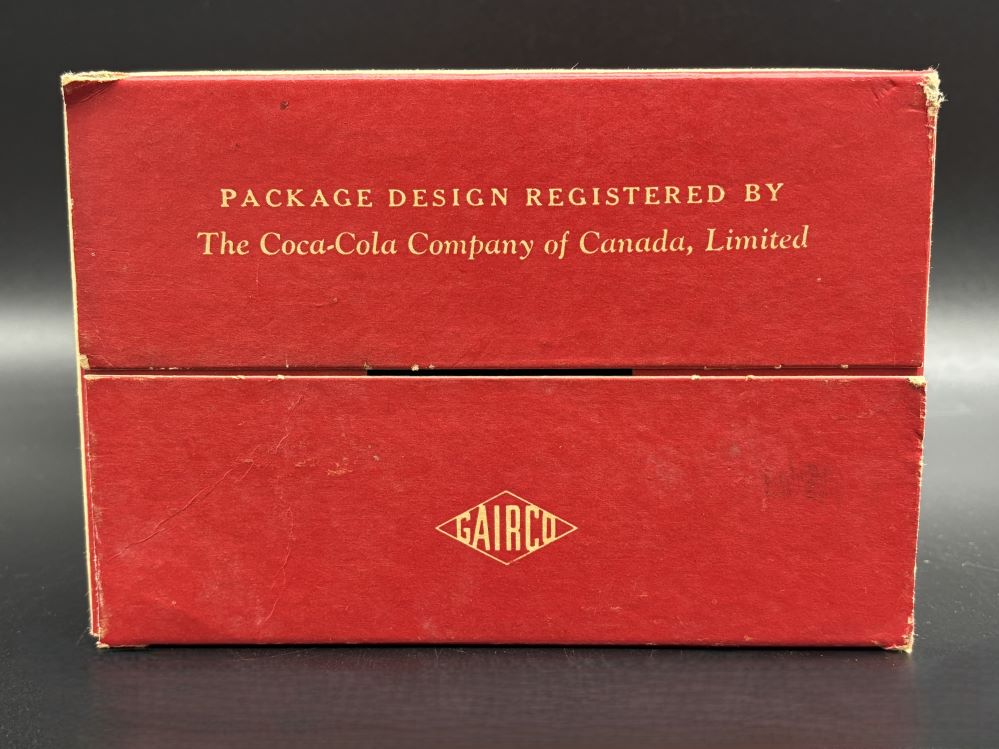 PACKAGE DESIGN REGISTERED BY
The Coca-Cola Company of Canada, Limited
GAIRCO